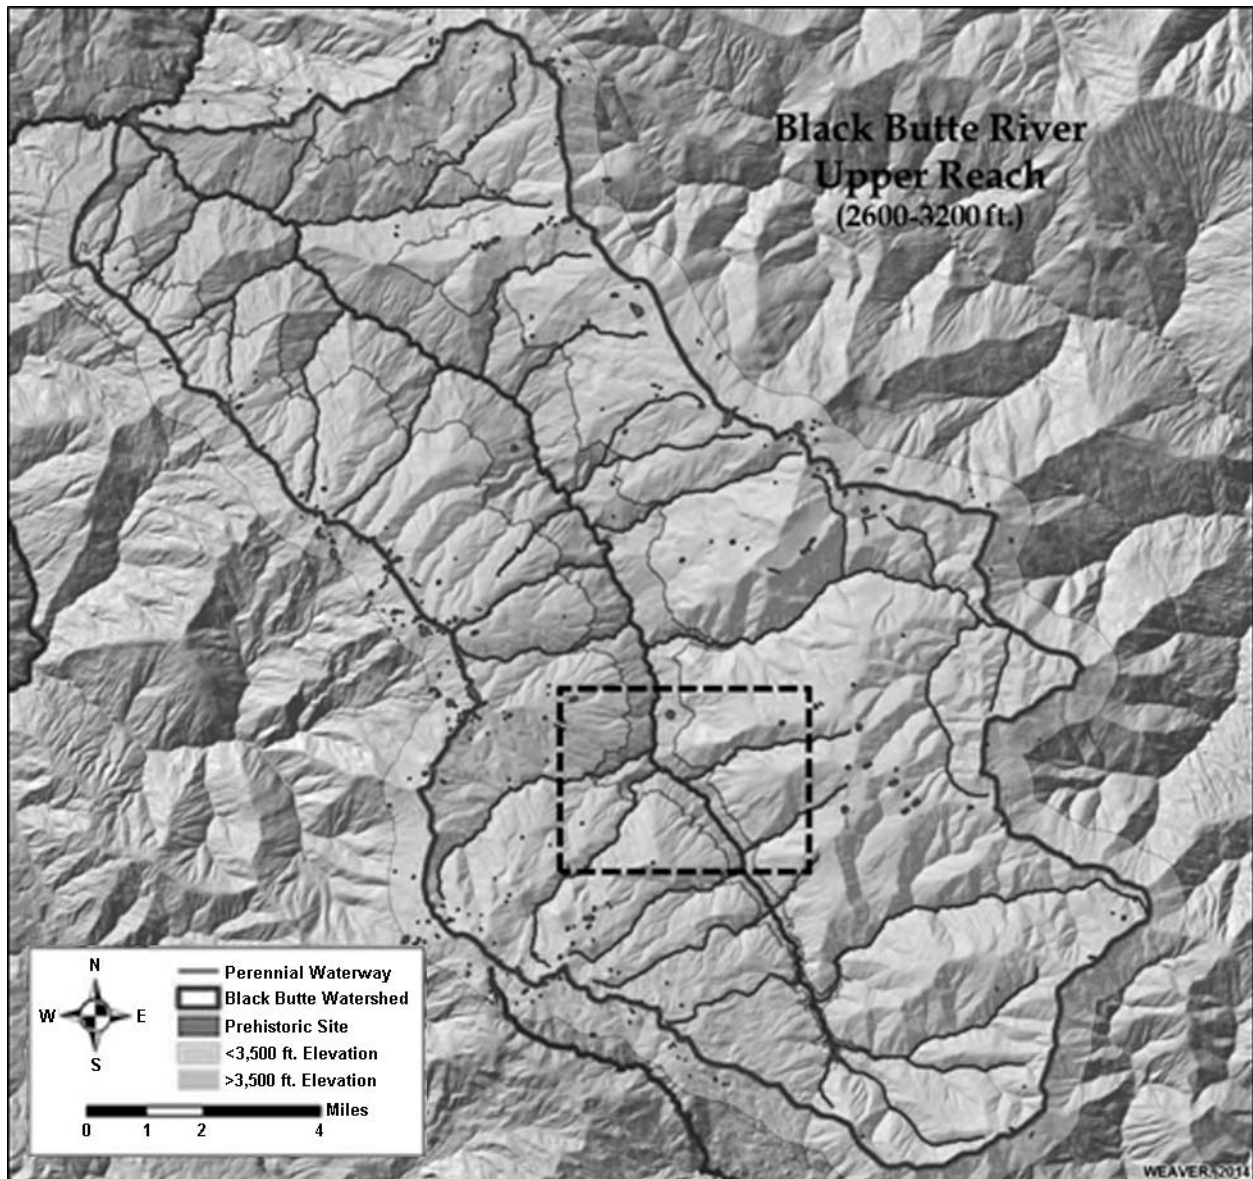 Black Butte River
Upper Reach
(2600-3200 ft.)
N
W E
S
Perennial Waterway
Black Butte Watershed
Prehistoric Site
<3,500 ft. Elevation
>3,500 ft. Elevation
Miles
0 1 2 4
WEAVER, 2014